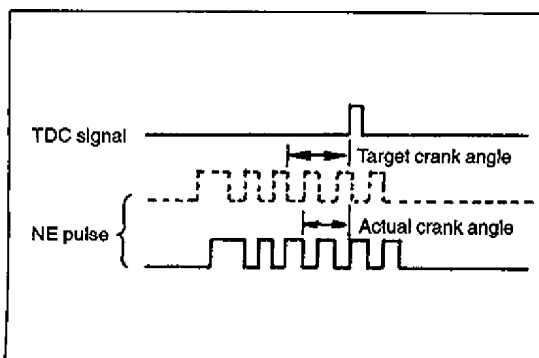 TDC signal
Target crank angle
NE pulse
Actual crank angle